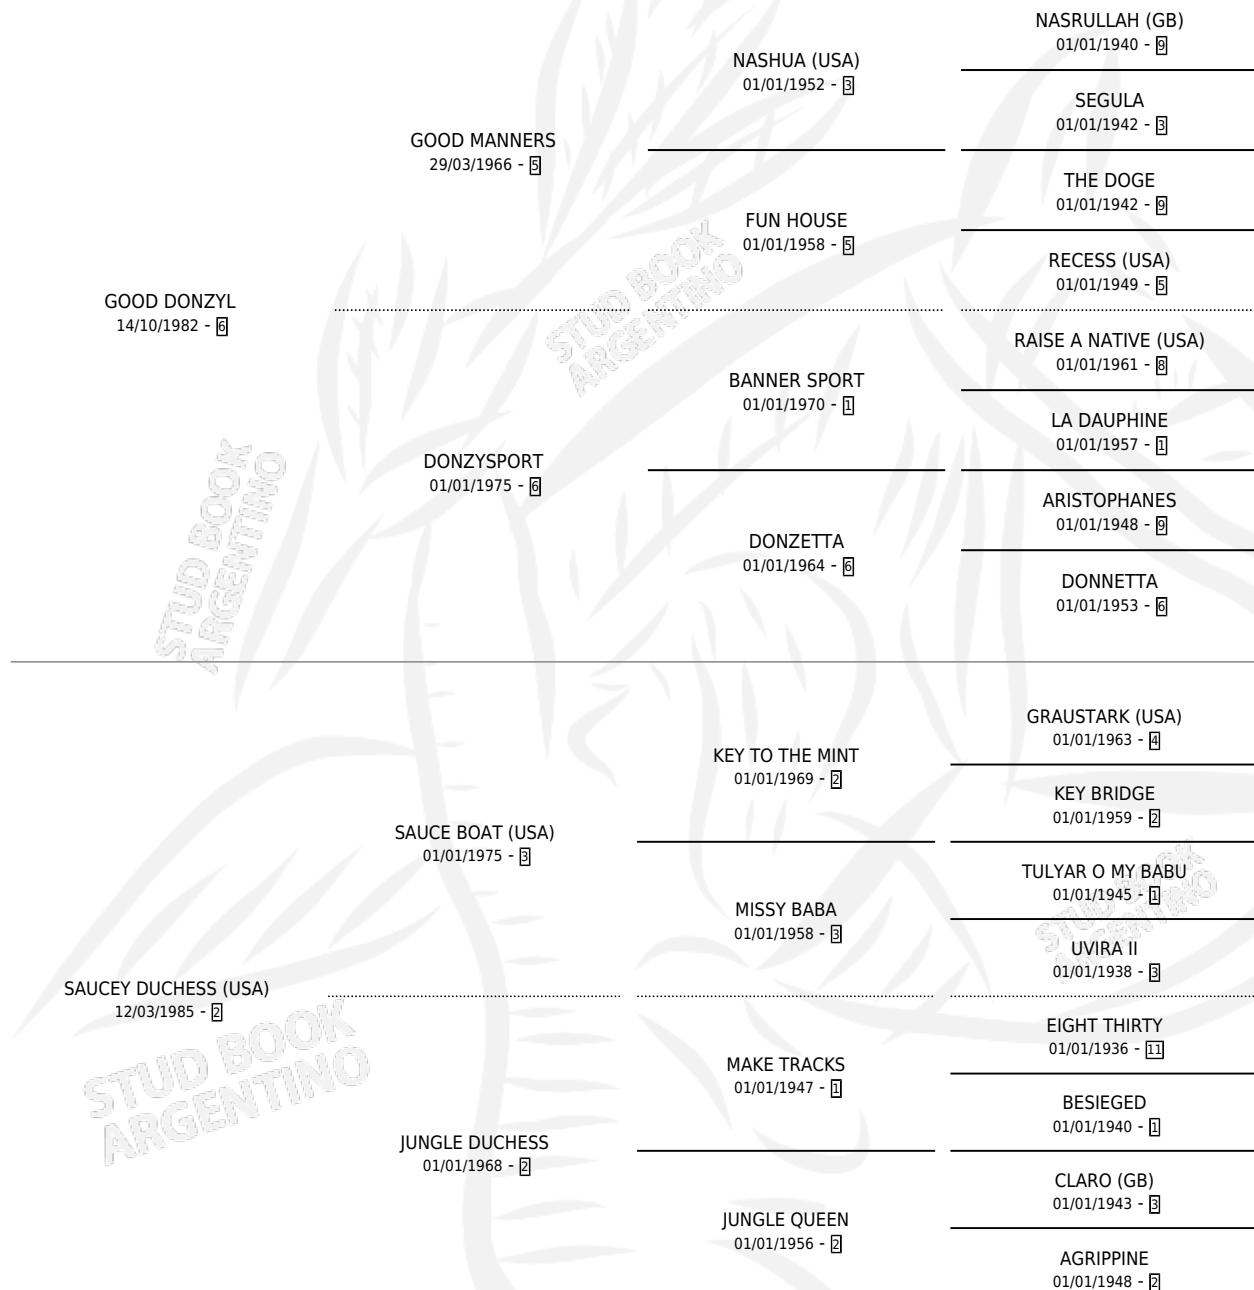 NASRULLAH (GB)
01/01/1940 - 9
NASHUA (USA)
01/01/1952 - 3
SEGULA
01/01/1942 - 3
GOOD MANNERS
29/03/1966 - 5
THE DOGE
01/01/1942 - 9
FUN HOUSE
01/01/1958 - 5
RECESS (USA)
01/01/1949 - 5
GOOD DONZYL
14/10/1982 - 6
RAISE A NATIVE (USA)
01/01/1961 - 8
BANNER SPORT
01/01/1970 - 1
LA DAUPHINE
01/01/1957 - 1
DONZYSPORT
01/01/1975 - 6
ARISTOPHANES
01/01/1948 - 9
DONZETTA
01/01/1964 - 6
DONNETTA
01/01/1953 - 6
GRAUSTARK (USA)
01/01/1963 - 4
KEY TO THE MINT
01/01/1969 - 2
KEY BRIDGE
01/01/1959 - 2
SAUCE BOAT (USA)
01/01/1975 - 3
TULYAR O MY BABU
01/01/1945 - 1
MISSY BABA
01/01/1958 - 3
UVIRA II
01/01/1938 - 3
SAUCEY DUCHESS (USA)
12/03/1985 - 2
EIGHT THIRTY
01/01/1936 - 11
MAKE TRACKS
01/01/1947 - 1
BESIEGED
01/01/1940 - 1
JUNGLE DUCHESS
01/01/1968 - 2
CLARO (GB)
01/01/1943 - 3
JUNGLE QUEEN
01/01/1956 - 2
AGRIPPINE
01/01/1948 - 2
STUD BOOK
ARGENTINO
STUD BOOK
ARGENTINO
STUD BOOK
ARGENTINO
STUD BOOK
ARGENTINO